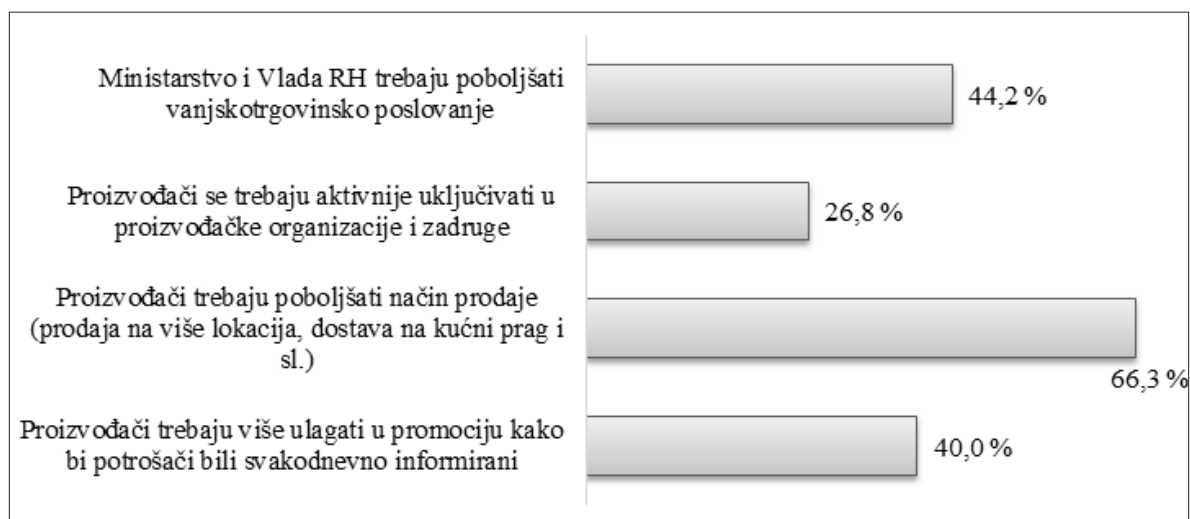 Ministarstvo i Vlada RH trebaju poboljšati
vanjskotrgovinsko poslovanje
44,2 %
Proizvođači se trebaju aktivnije uključivati u
proizvođačke organizacije i zadruge
26,8 %
Proizvođači trebaju poboljšati način prodaje
(prodaja na više lokacija, dostava na kućni prag i
sl.)
66,3 %
Proizvođači trebaju više ulagati u promociju kako
bi potrošači bili svakodnevno informirani
40,0 %